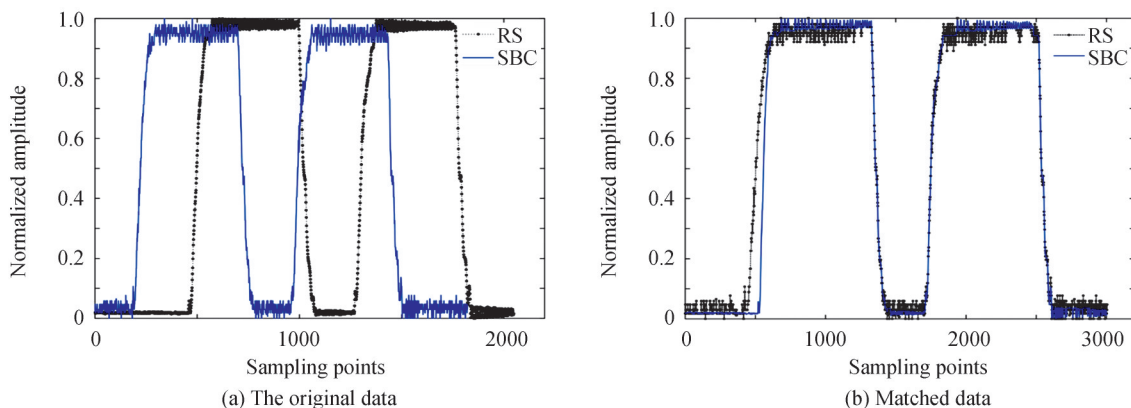 1.0
0.8
0.6
0.4
0.2
0
Normalized amplitude
RS
SBC
0
1000
2000
Sampling points
(a) The original data
1.0
0.8
0.6
0.4
0.2
0
Normalized amplitude
RS
SBC
0
1000
2000
3000
Sampling points
(b) Matched data